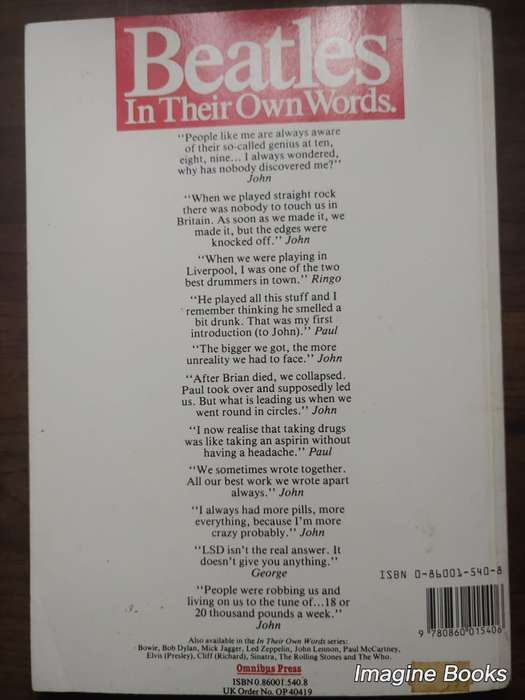 Beatles
In Their Own Words.
"People like me are always aware
of their so-called genius at ten,
eight, nine... I always wondered,
why has nobody discovered me?"
John
"When we played straight rock
there was nobody to touch us in
Britain. As soon as we made it, we
made it, but the edges were
knocked off." John
"When we were playing in
Liverpool, I was one of the two
best drummers in town." Ringo
"He played all this stuff and I
remember thinking he smelled a
bit drunk. That was my first
introduction (to John)." Paul
"The bigger we got, the more
unreality we had to face." John
"After Brian died, we collapsed.
Paul took over and supposedly led
us. But what is leading us when we
went round in circles." John
"I now realise that taking drugs
was like taking an aspirin without
having a headache." Paul
"We sometimes wrote together.
All our best work we wrote apart
always." John
"I always had more pills, more
everything, because I'm more
crazy probably." John
"LSD isn't the real answer. It
doesn't give you anything."
George
"People were robbing us and
living on us to the tune of...18 or
20 thousand pounds a week."
John
Also available in the In Their Own Words series:
Bowie, Bob Dylan, Mick Jagger, Led Zeppelin, John Lennon, Paul McCartney,
Elvis (Presley), Cliff (Richard), Sinatra, The Rolling Stones and The Who.
Omnibus Press
ISBN 0.86001.540.8
UK Order No. OP 40419
ISBN 0-86001-540-8
9 780860 015406
Imagine Books